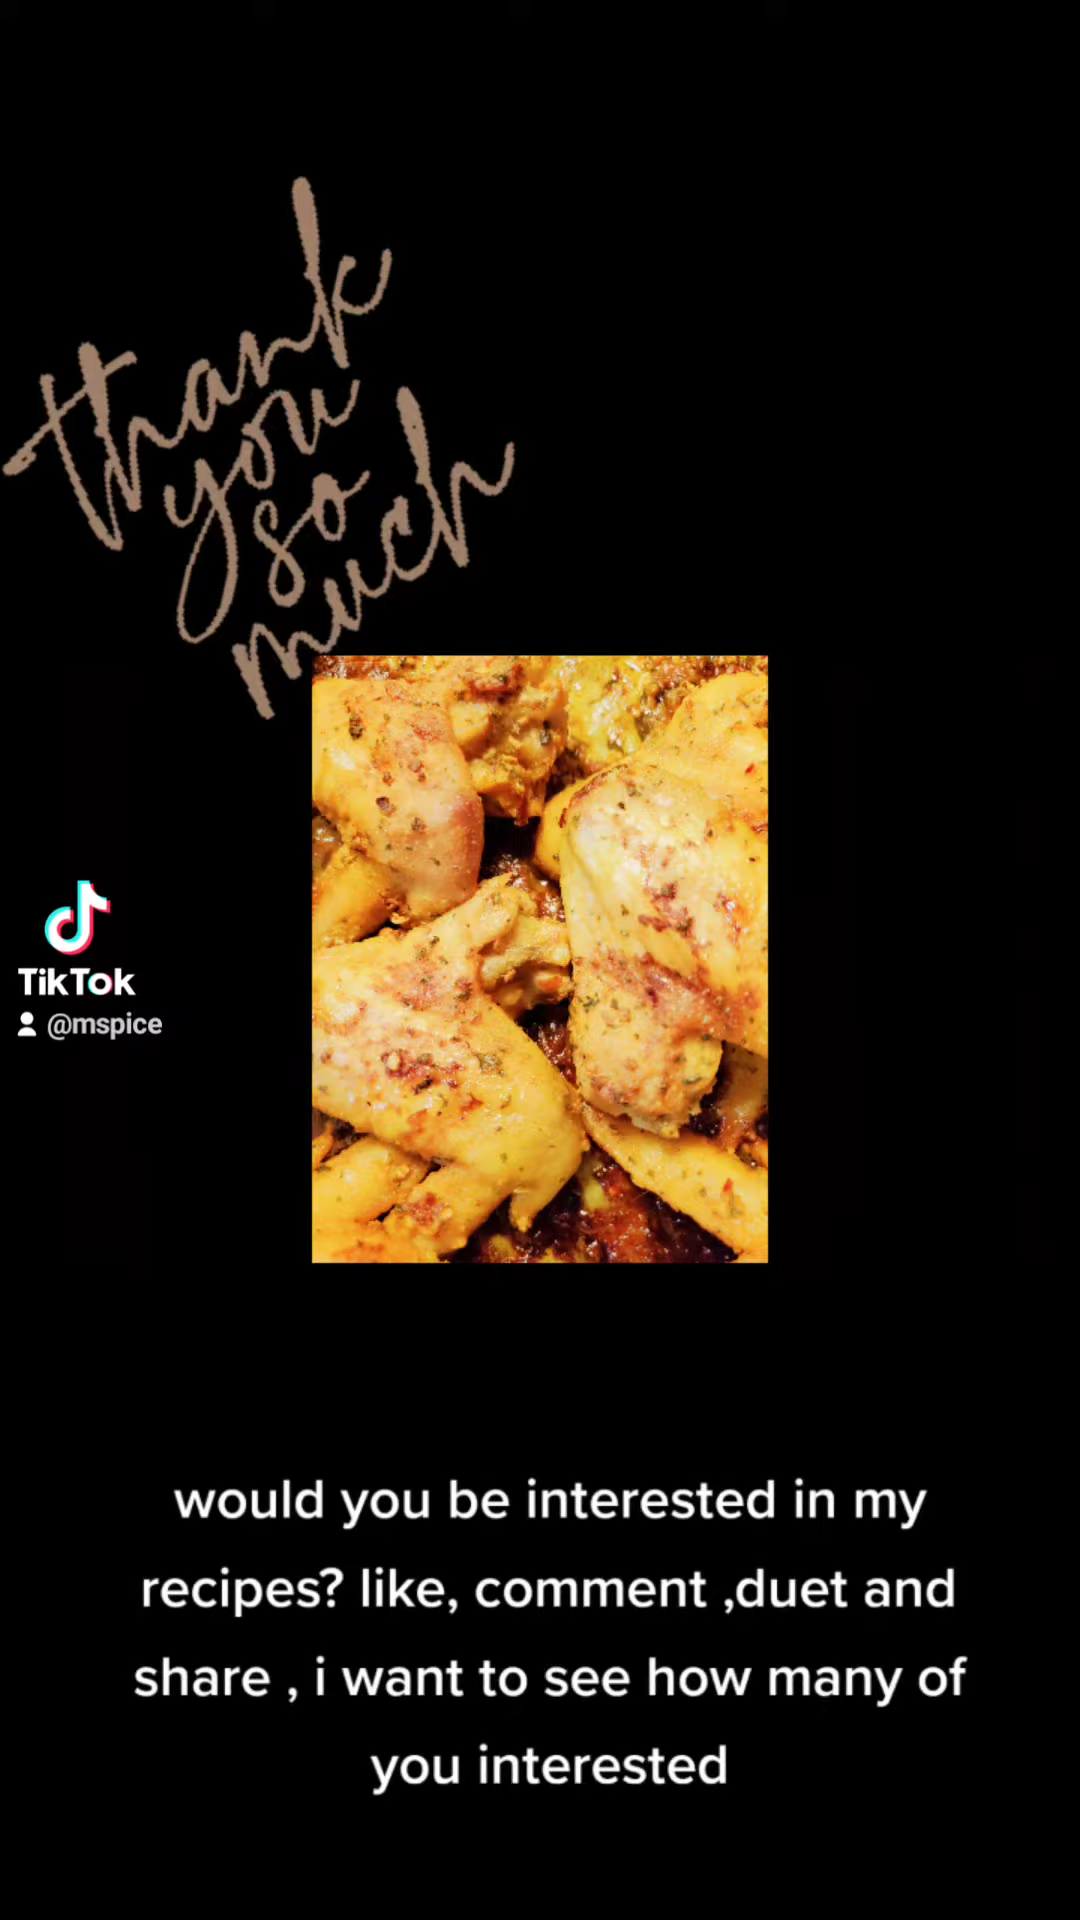 thank
you
so
much
TikTok
@mspice
would you be interested in my
recipes? like, comment ,duet and
share , i want to see how many of
you interested